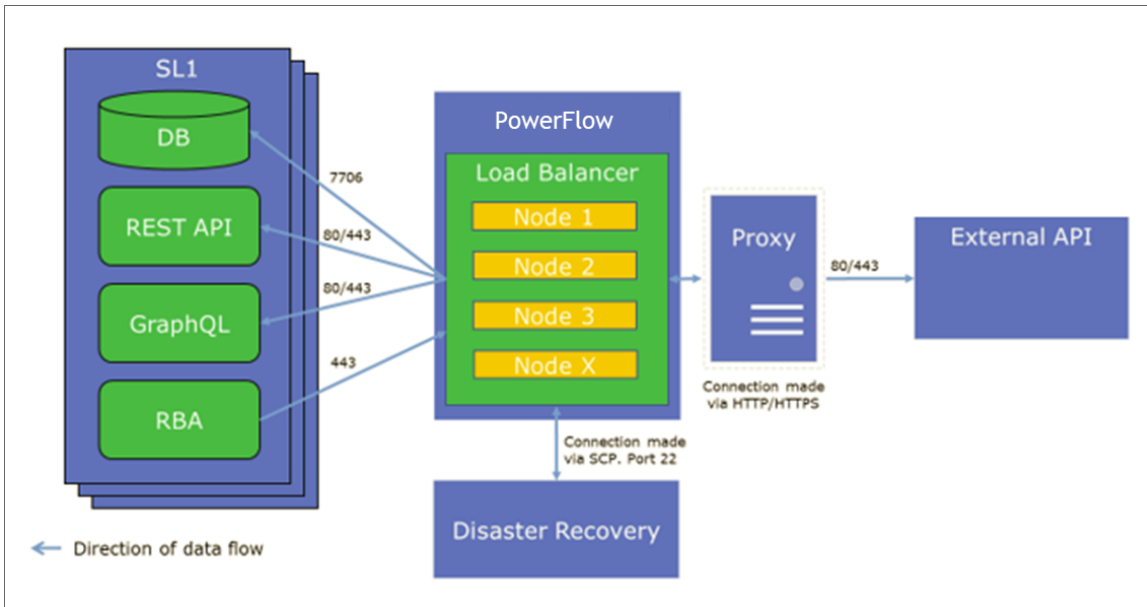 SL1
DB
REST API
GraphQL
RBA
7706
80/443
80/443
443
PowerFlow
Load Balancer
Node 1
Node 2
Node 3
Node X
Connection made
via SCP. Port 22
Disaster Recovery
Proxy
Connection made
via HTTP/HTTPS
80/443
External API
Direction of data flow